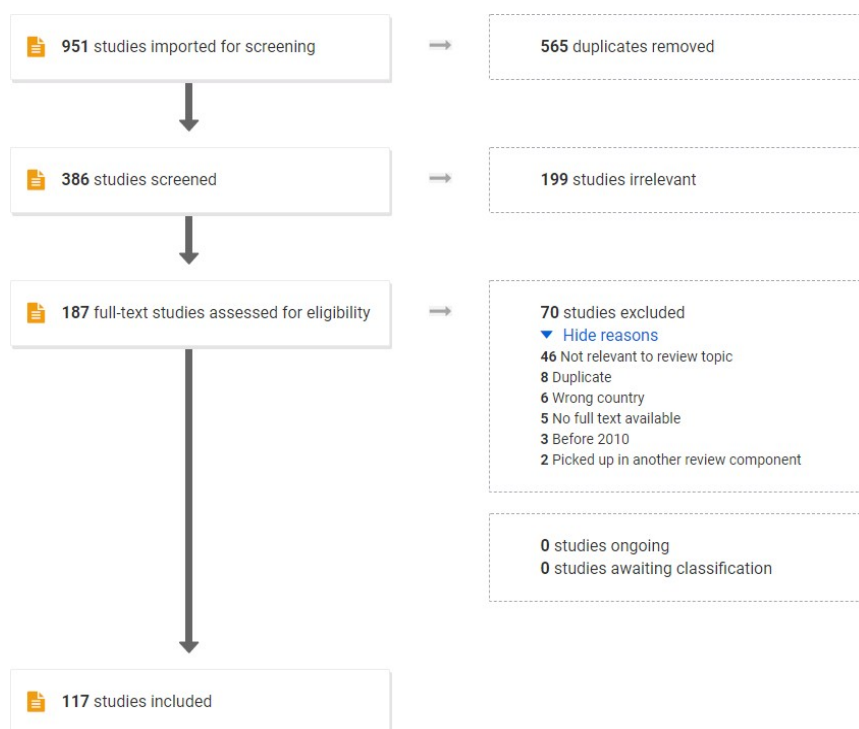 951 studies imported for screening
565 duplicates removed
386 studies screened
199 studies irrelevant
187 full-text studies assessed for eligibility
70 studies excluded
Hide reasons
46 Not relevant to review topic
8 Duplicate
6 Wrong country
5 No full text available
3 Before 2010
2 Picked up in another review component
0 studies ongoing
0 studies awaiting classification
117 studies included